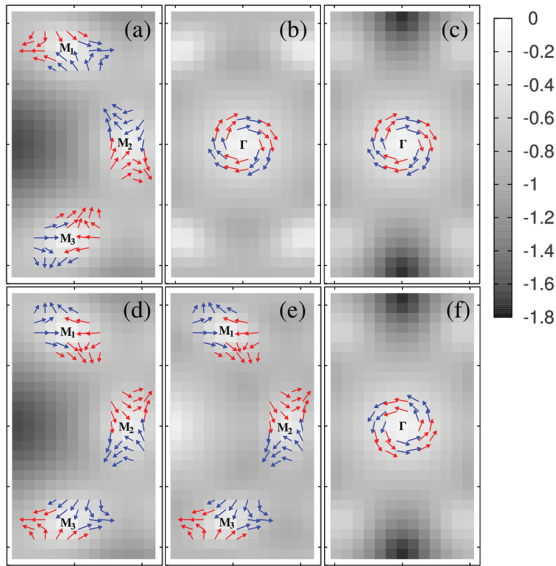 (a)
M1
M2
M3
(b)
Γ
(c)
Γ
(d)
M1
M2
M3
(e)
M1
M2
M3
(f)
Γ
0
-0.2
-0.4
-0.6
-0.8
-1
-1.2
-1.4
-1.6
-1.8